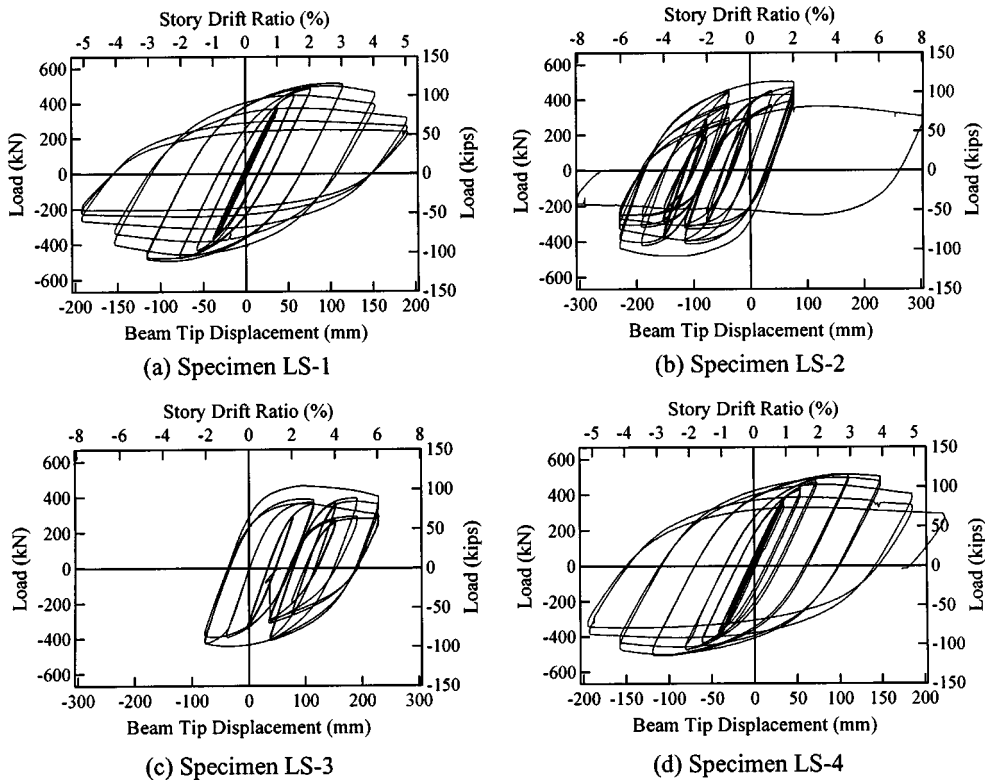 Story Drift Ratio (%)
-5 -4 -3 -2 -1 0 1 2 3 4 5
600 400 200 0 -200 -400 -600
Load (kN)
150 100 50 0 -50 -100 -150
Load (kips)
-200 -150 -100 -50 0 50 100 150 200
Beam Tip Displacement (mm)
(a) Specimen LS-1
Story Drift Ratio (%)
-8 -6 -4 -2 0 2 4 6 8
600 400 200 0 -200 -400 -600
Load (kN)
150 100 50 0 -50 -100 -150
Load (kips)
-300 -200 -100 0 100 200 300
Beam Tip Displacement (mm)
(b) Specimen LS-2
Story Drift Ratio (%)
-8 -6 -4 -2 0 2 4 6 8
600 400 200 0 -200 -400 -600
Load (kN)
150 100 50 0 -50 -100 -150
Load (kips)
-300 -200 -100 0 100 200 300
Beam Tip Displacement (mm)
(c) Specimen LS-3
Story Drift Ratio (%)
-5 -4 -3 -2 -1 0 1 2 3 4 5
600 400 200 0 -200 -400 -600
Load (kN)
150 100 50 0 -50 -100 -150
Load (kips)
-200 -150 -100 -50 0 50 100 150 200
Beam Tip Displacement (mm)
(d) Specimen LS-4